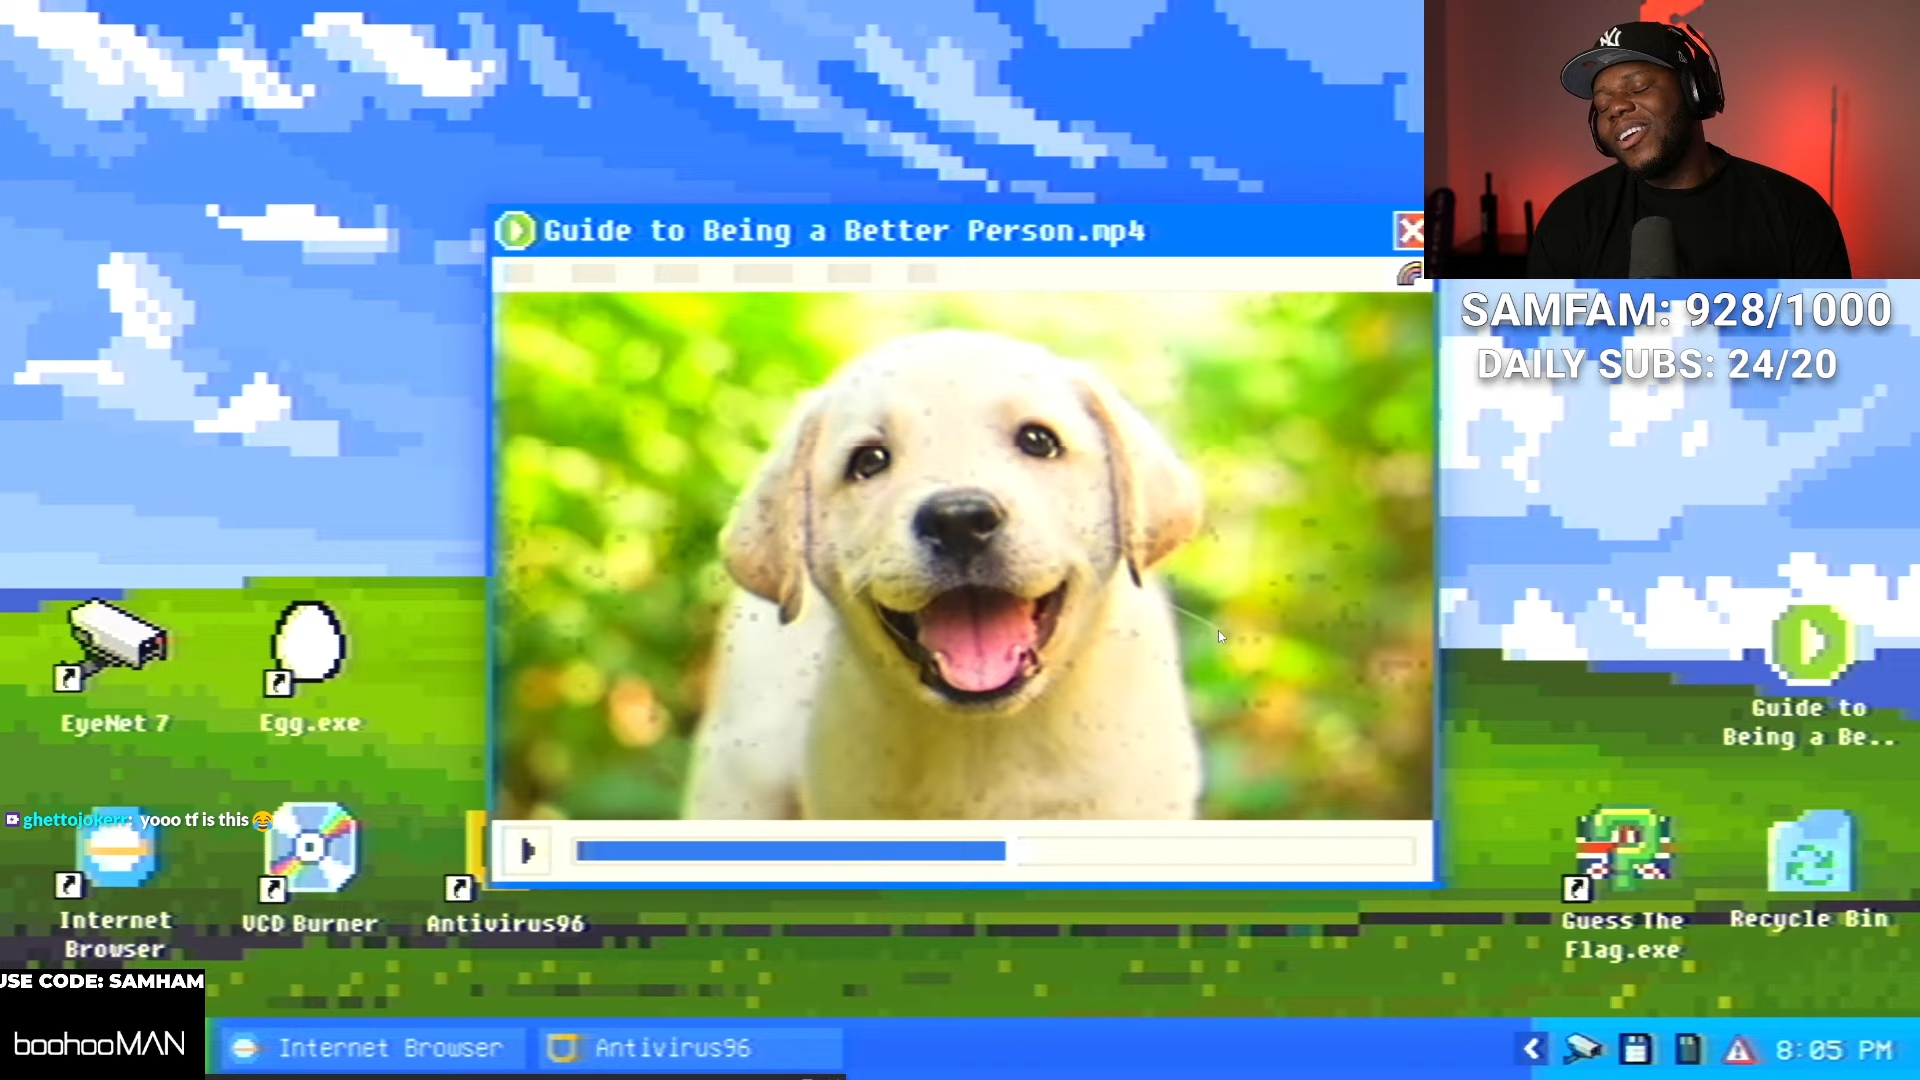 NY
Guide to Being a Better Person.mp4
SAMFAM: 928/1000
DAILY SUBS: 24/20
EyeNet 7
Egg.exe
Guide to
Being a Be..
ghettojokerr: yooo tf is this 😂
Internet
Browser
VCD Burner
Antivirus96
Guess The
Flag.exe
Recycle Bin
USE CODE: SAMHAM
boohooMAN
Internet Browser
Antivirus96
8:05 PM